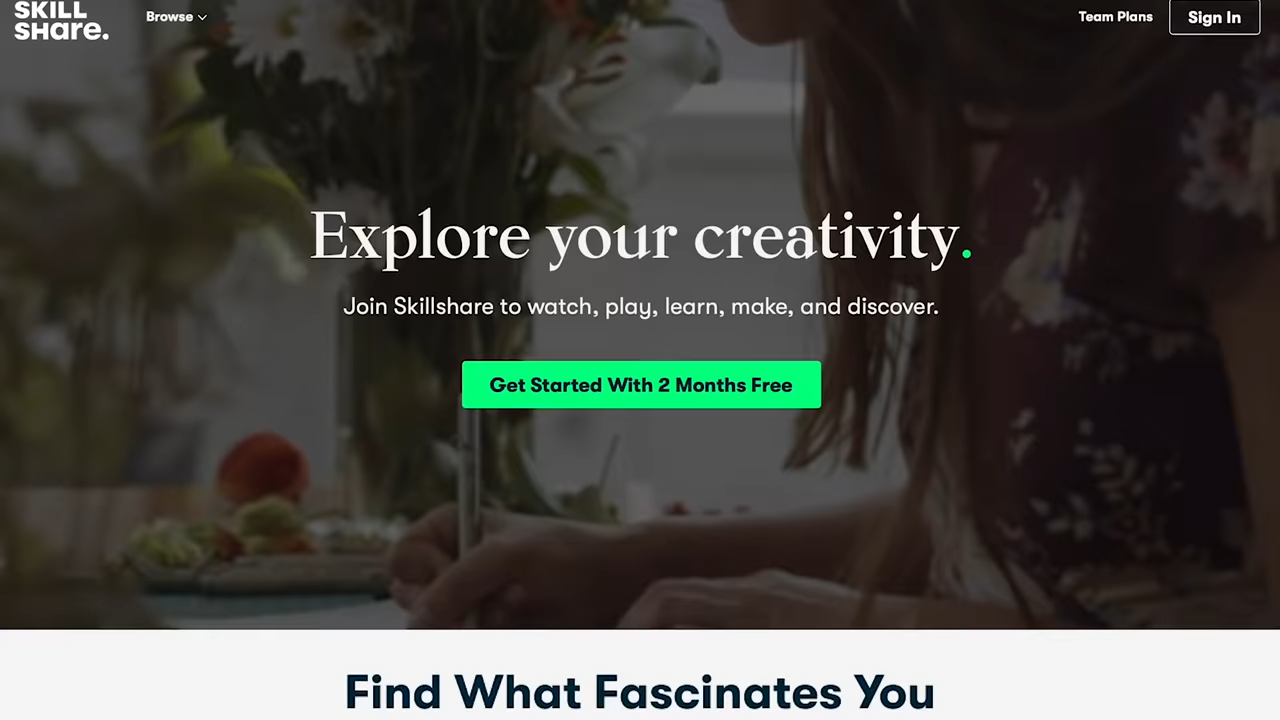 SKILL
SHare.
Browse
Team Plans
Sign In
Explore your creativity.
Join Skillshare to watch, play, learn, make, and discover.
Get Started With 2 Months Free
Find What Fascinates You